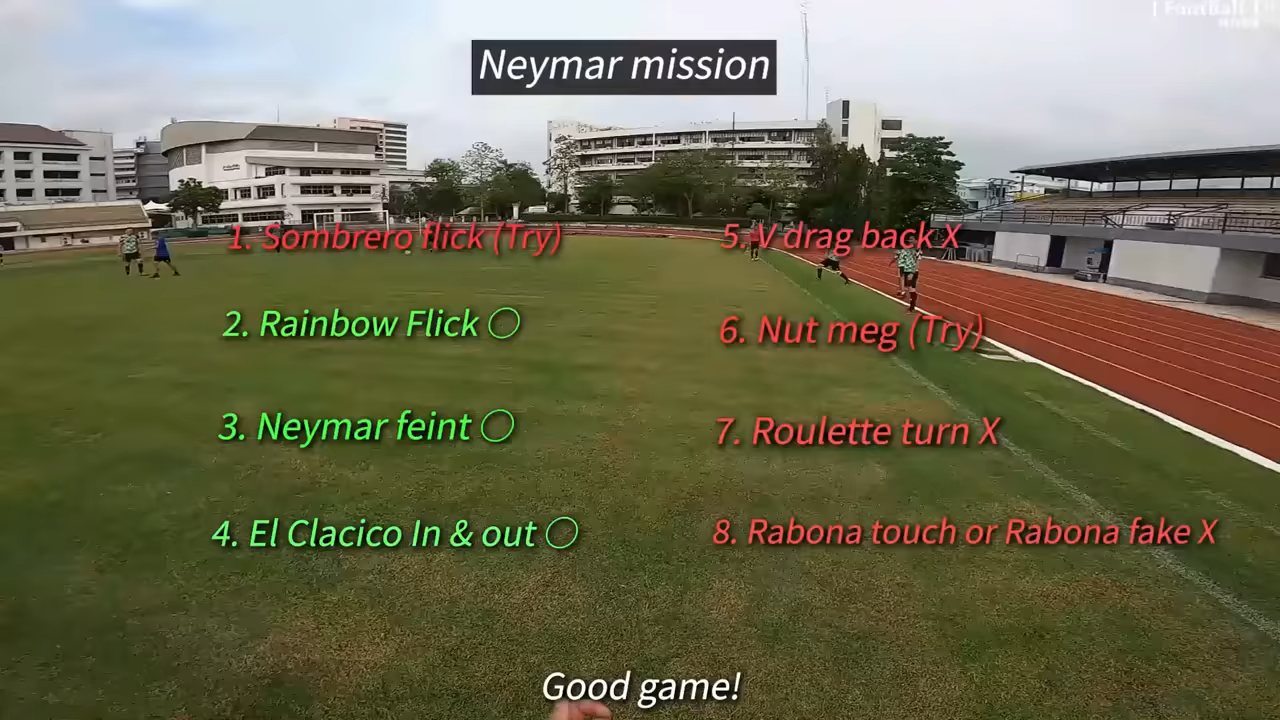 Neymar mission
1. Sombrero flick (Try)
2. Rainbow Flick ○
3. Neymar feint ○
4. El Clacico In & out ○
5. V drag back X
6. Nut meg (Try)
7. Roulette turn X
8. Rabona touch or Rabona fake X
Good game!